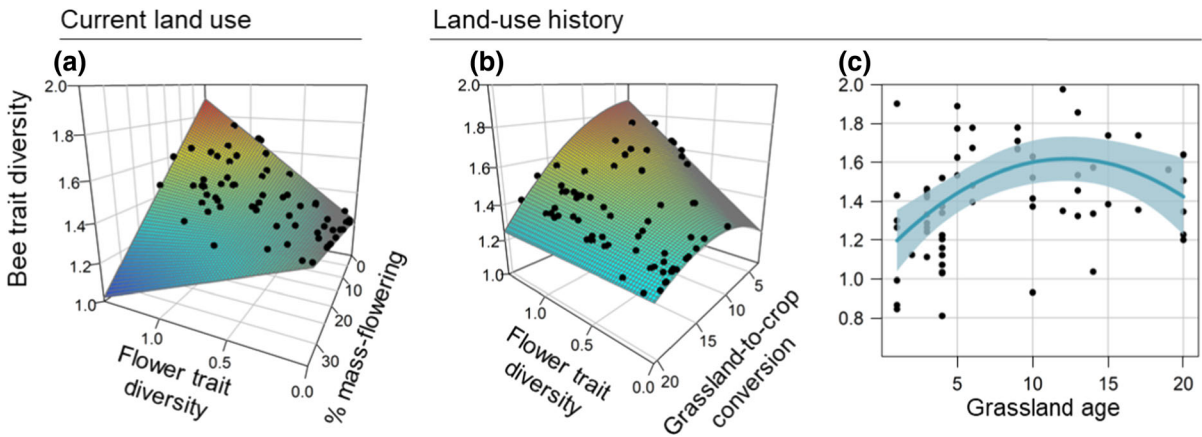 Current land use
Land-use history
(a)
(b)
(c)
Bee trait diversity
2.0
1.8
1.6
1.4
1.2
1.0
1.0
0.5
0.0
Flower trait
diversity
0
10
20
30
% mass-flowering
2.0
1.8
1.6
1.4
1.2
1.0
1.0
0.5
0.0
Flower trait
diversity
5
10
15
20
Grassland-to-crop
conversion
2.0
1.8
1.6
1.4
1.2
1.0
0.8
5
10
15
20
Grassland age